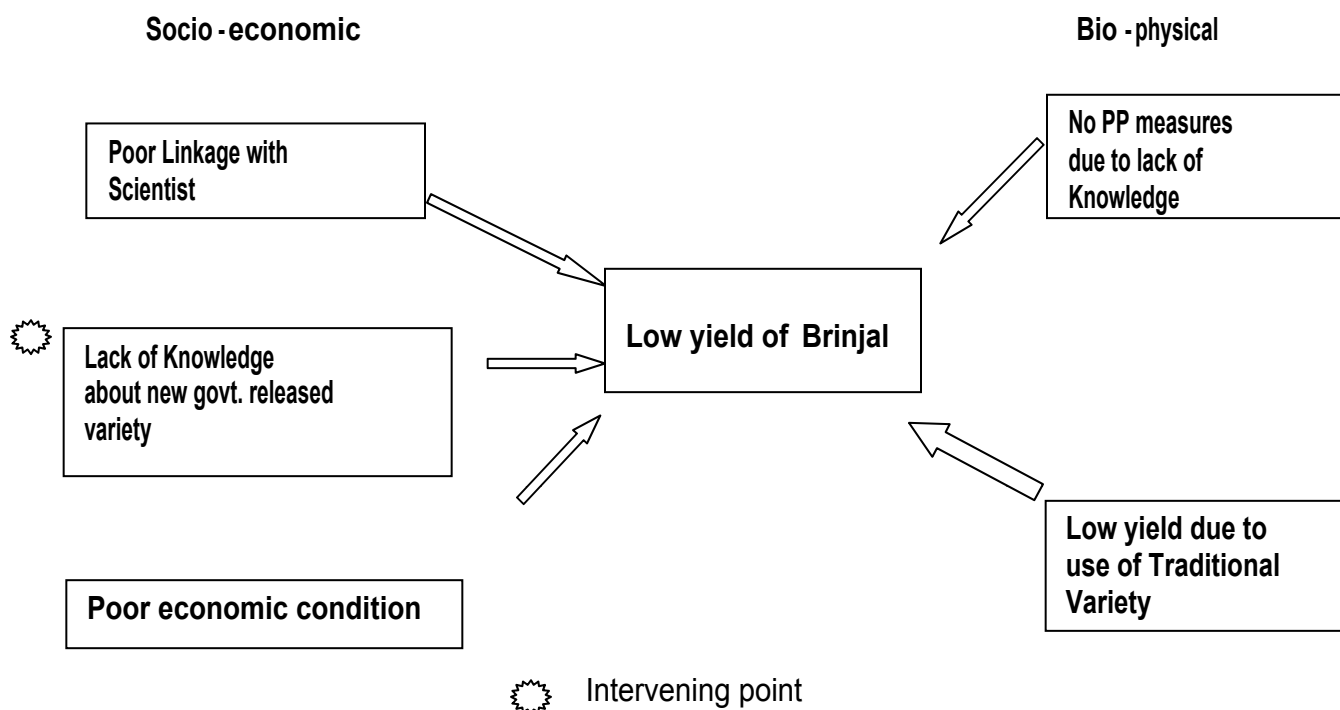 Socio - economic
Bio - physical
Poor Linkage with
Scientist
No PP measures
due to lack of
Knowledge
Low yield of Brinjal
Lack of Knowledge
about new govt. released
variety
Low yield due to
use of Traditional
Variety
Poor economic condition
Intervening point